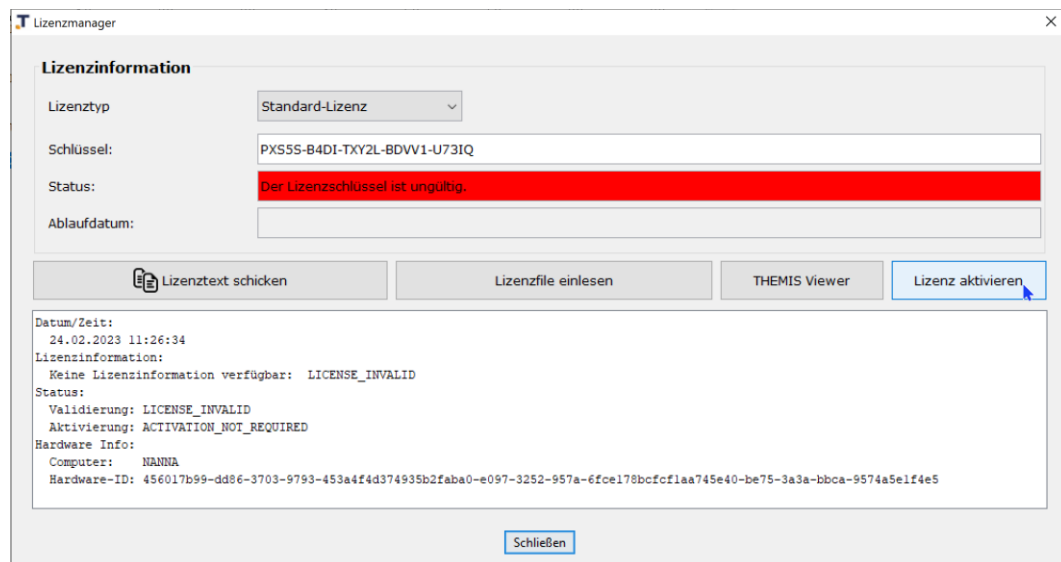 Lizenzmanager
Lizenzinformation
Lizenztyp
Standard-Lizenz
Schlüssel:
PXS5S-B4DI-TXY2L-BDVV1-U73IQ
Status:
Der Lizenzschlüssel ist ungültig.
Ablaufdatum:
Lizenztext schicken
Lizenzfile einlesen
THEMIS Viewer
Lizenz aktivieren
Datum/Zeit:
24.02.2023 11:26:34
Lizenzinformation:
Keine Lizenzinformation verfügbar: LICENSE_INVALID
Status:
Validierung: LICENSE_INVALID
Aktivierung: ACTIVATION_NOT_REQUIRED
Hardware Info:
Computer: NANNA
Hardware-ID: 456017b99-dd86-3703-9793-453a4f4d374935b2faba0-e097-3252-957a-6fce178bcfcf1aa745e40-be75-3a3a-bbca-9574a5e1f4e5
Schließen